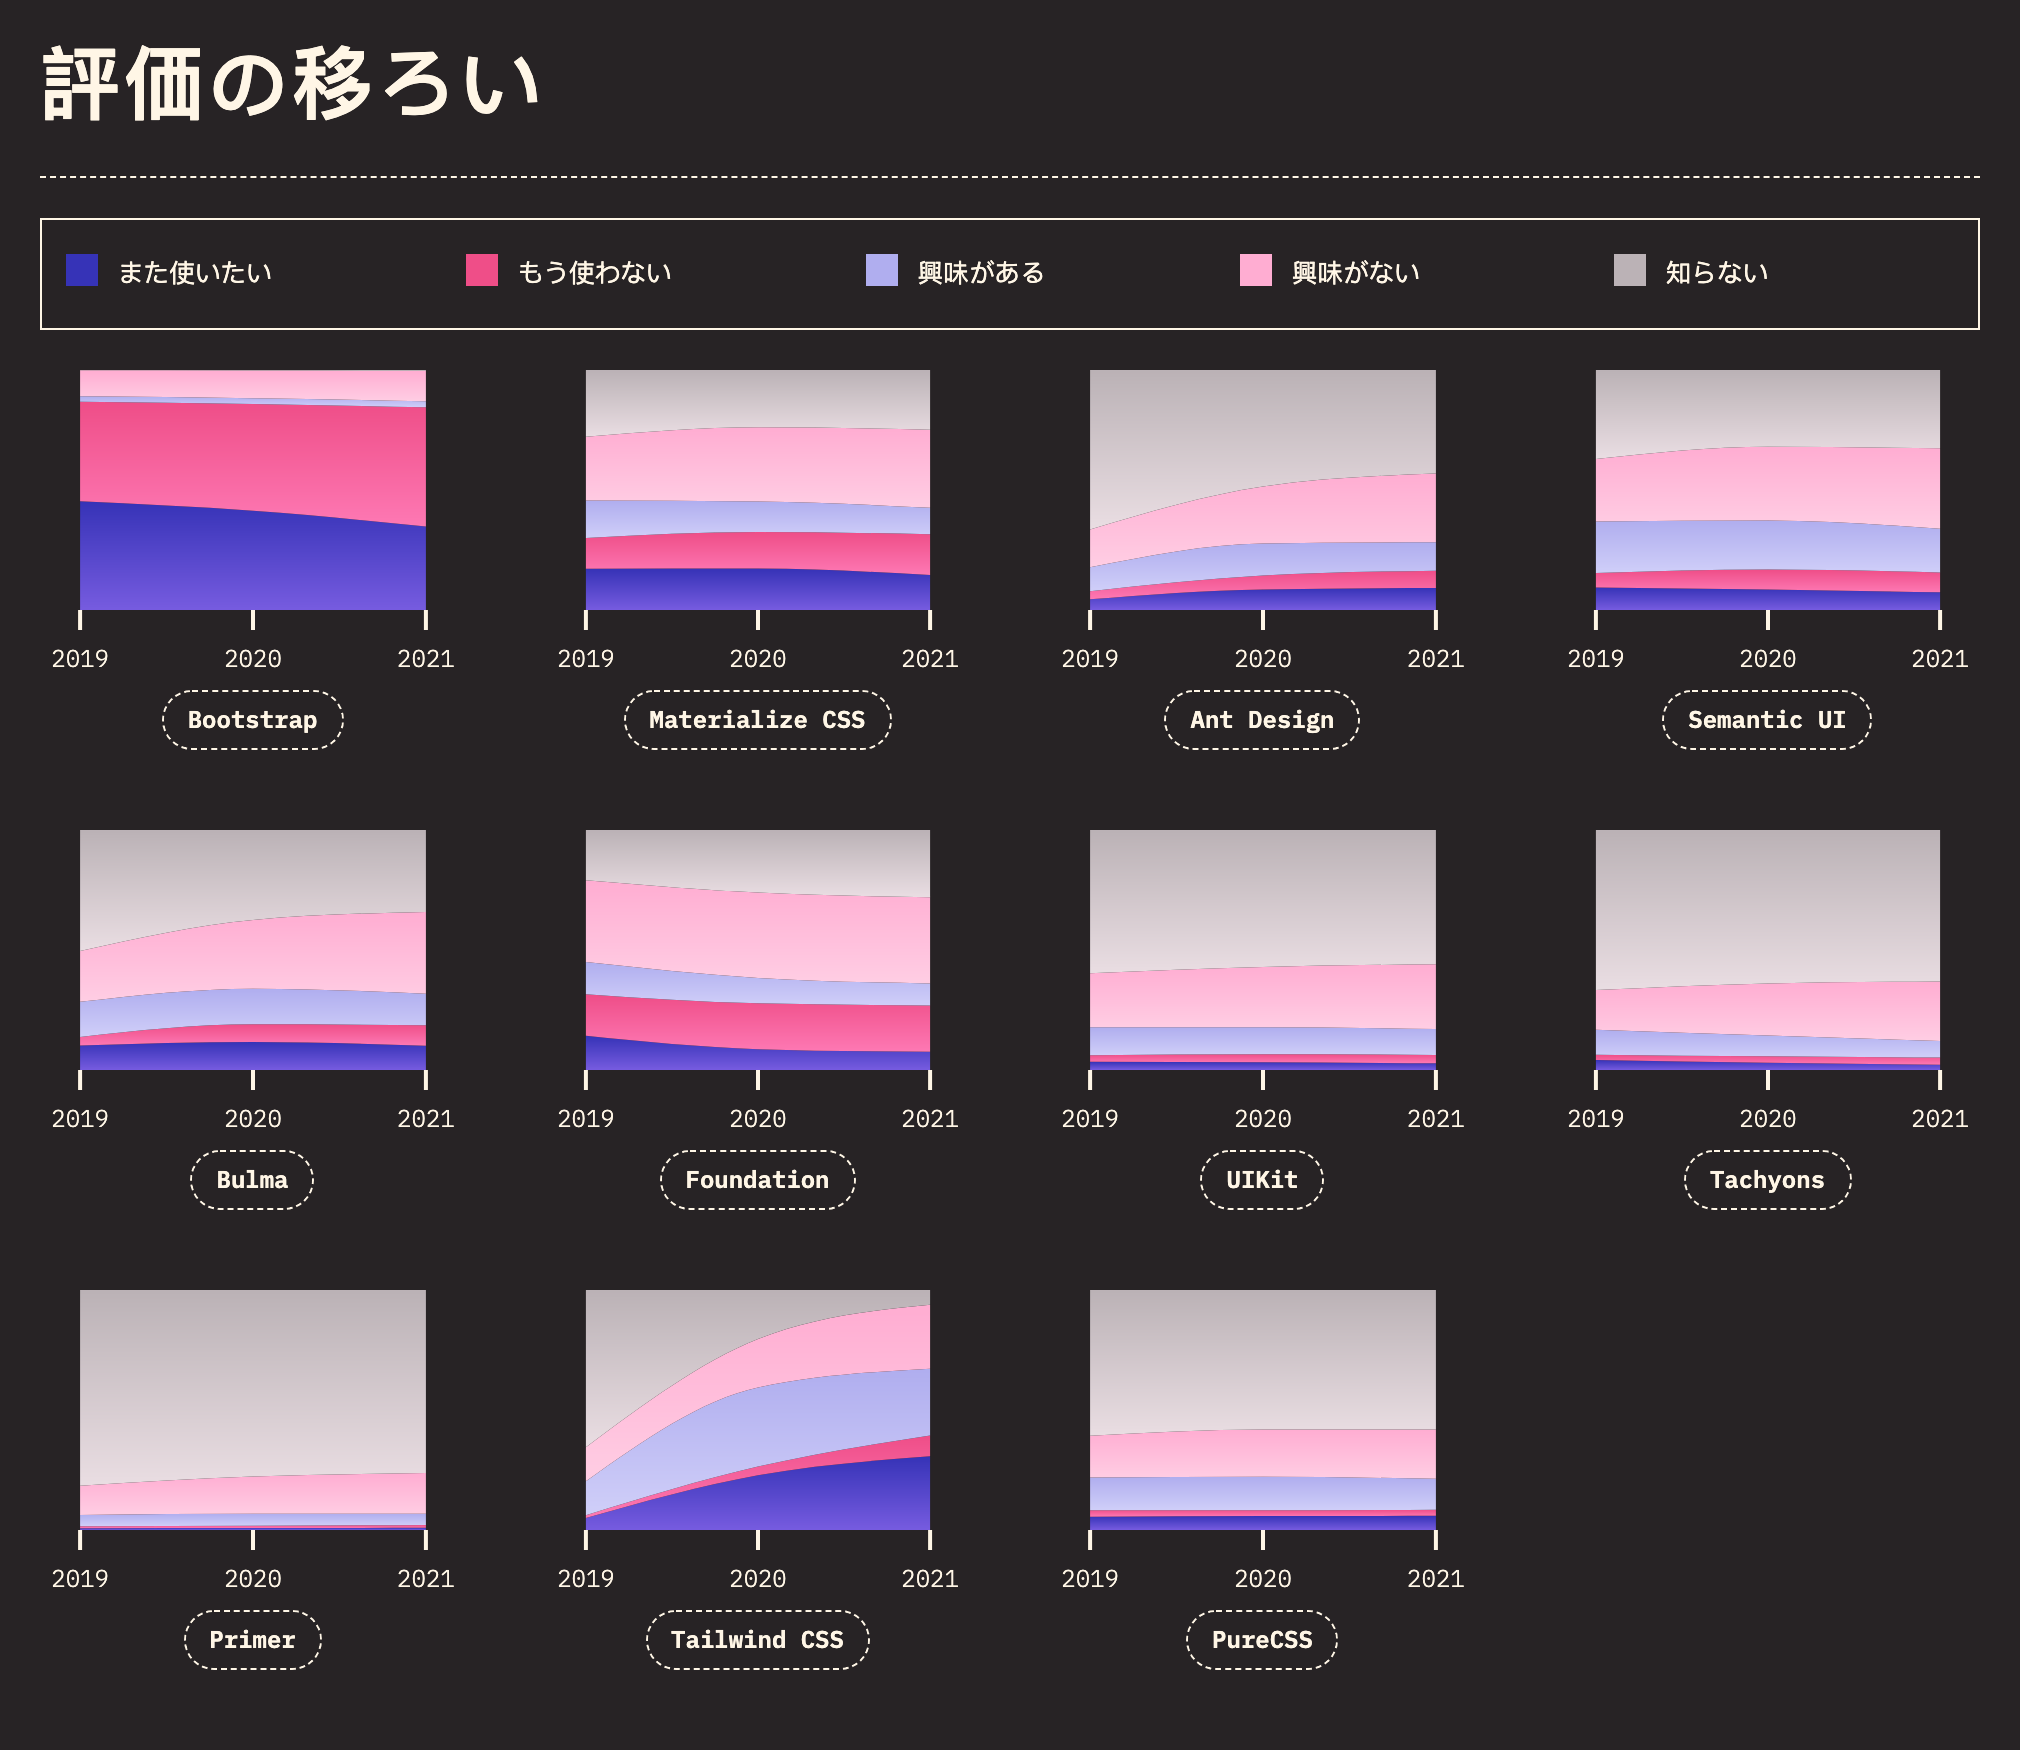 評価の移ろい
また使いたい もう使わない 興味がある 興味がない 知らない
2019 2020 2021 2019 2020 2021 2019 2020 2021 2019 2020 2021
Bootstrap Materialize CSS Ant Design Semantic UI
2019 2020 2021 2019 2020 2021 2019 2020 2021 2019 2020 2021
Bulma Foundation UIKit Tachyons
2019 2020 2021 2019 2020 2021 2019 2020 2021
Primer Tailwind CSS PureCSS